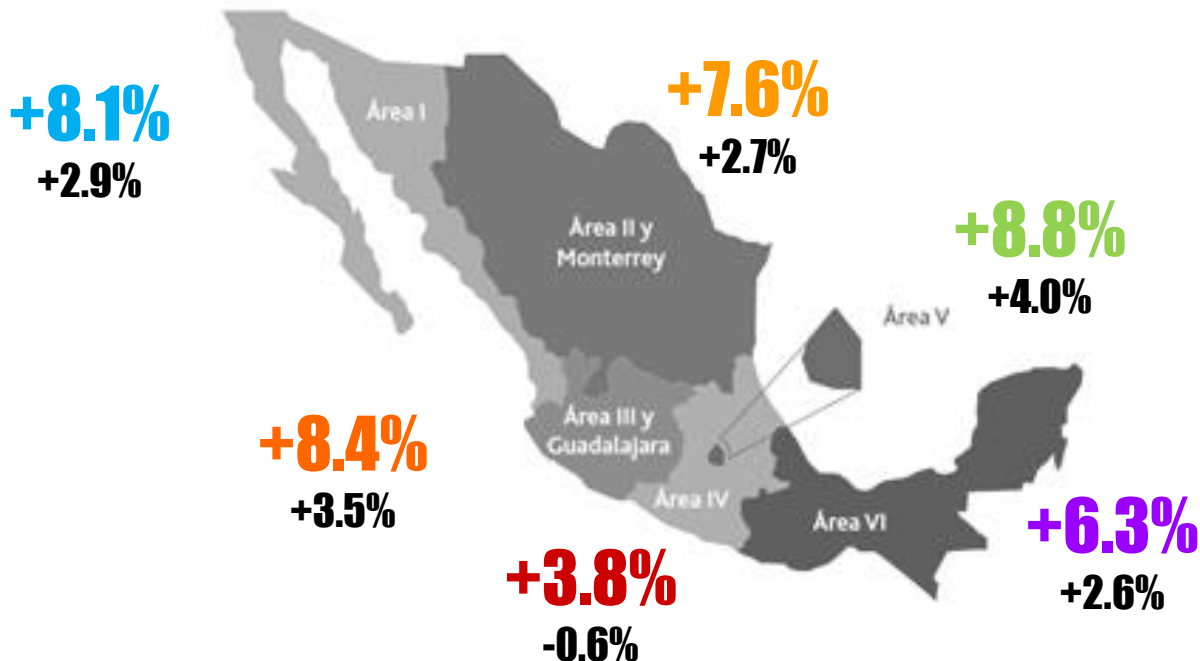 +8.1%
+2.9%
Área I
+7.6%
+2.7%
Área II y
Monterrey
+8.8%
+4.0%
Área V
Área III y
Guadalajara
+8.4%
+3.5%
Área IV
Área VI
+6.3%
+2.6%
+3.8%
-0.6%